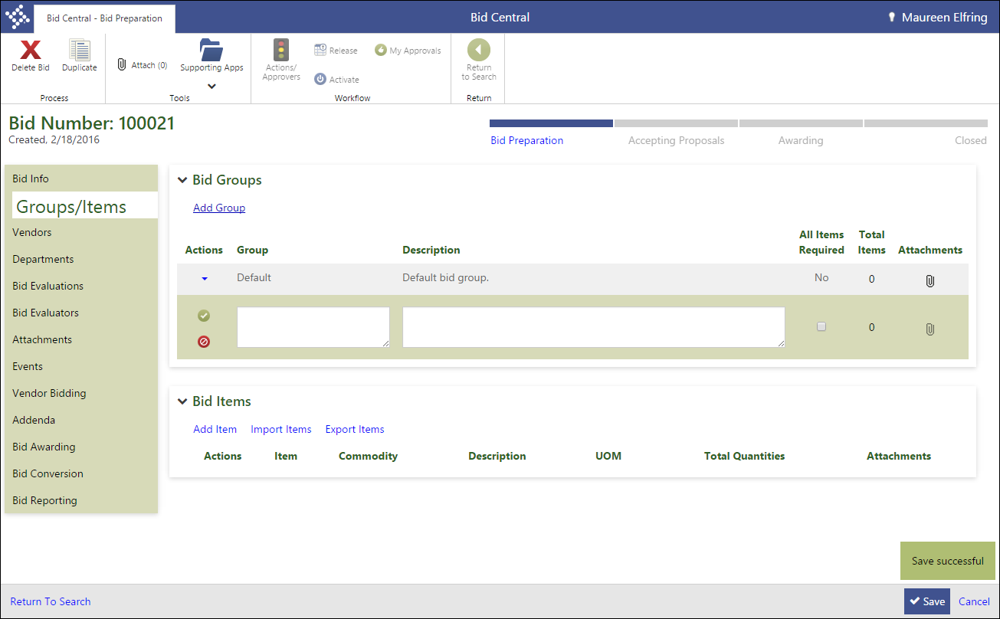 Bid Central - Bid Preparation
Bid Central
Maureen Elfring
Delete Bid
Duplicate
Process
Attach (0)
Supporting Apps
Tools
Actions/
Approvers
Release
My Approvals
Activate
Workflow
Return
to Search
Return
Bid Number: 100021
Created, 2/18/2016
Bid Preparation
Accepting Proposals
Awarding
Closed
Bid Info
Groups/Items
Vendors
Departments
Bid Evaluations
Bid Evaluators
Attachments
Events
Vendor Bidding
Addenda
Bid Awarding
Bid Conversion
Bid Reporting
Bid Groups
Add Group
Actions Group Description All Items Required Total Items Attachments
Default Default bid group. No 0
0
Bid Items
Add Item Import Items Export Items
Actions Item Commodity Description UOM Total Quantities Attachments
Save successful
Return To Search
Save Cancel